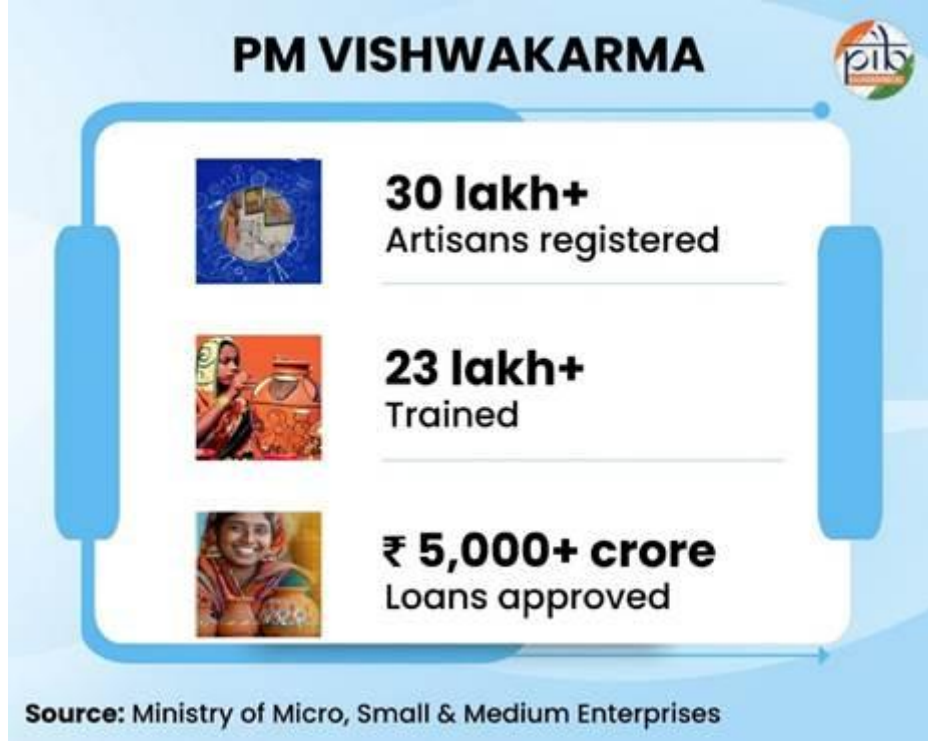 PM VISHWAKARMA
pib
30 lakh+
Artisans registered
23 lakh+
Trained
₹ 5,000+ crore
Loans approved
Source: Ministry of Micro, Small & Medium Enterprises